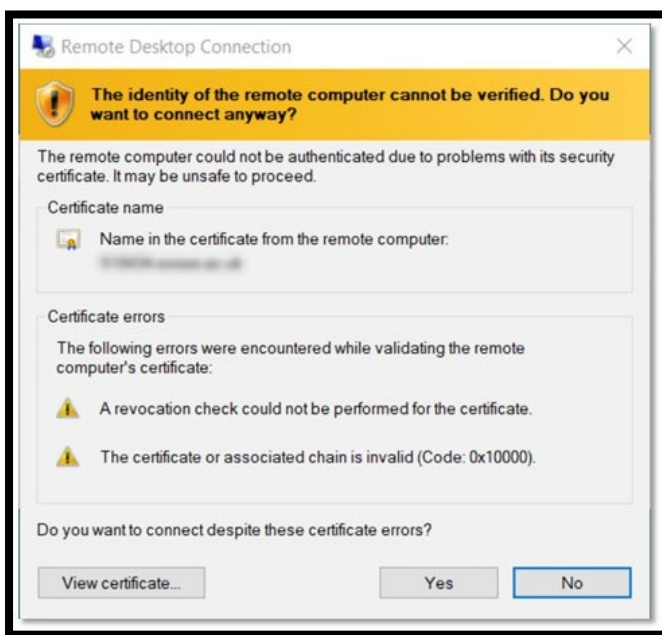 Remote Desktop Connection
The identity of the remote computer cannot be verified. Do you
want to connect anyway?
The remote computer could not be authenticated due to problems with its security
certificate. It may be unsafe to proceed.
Certificate name
Name in the certificate from the remote computer:
Certificate errors
The following errors were encountered while validating the remote
computer's certificate:
A revocation check could not be performed for the certificate.
The certificate or associated chain is invalid (Code: 0x10000).
Do you want to connect despite these certificate errors?
View certificate...
Yes
No